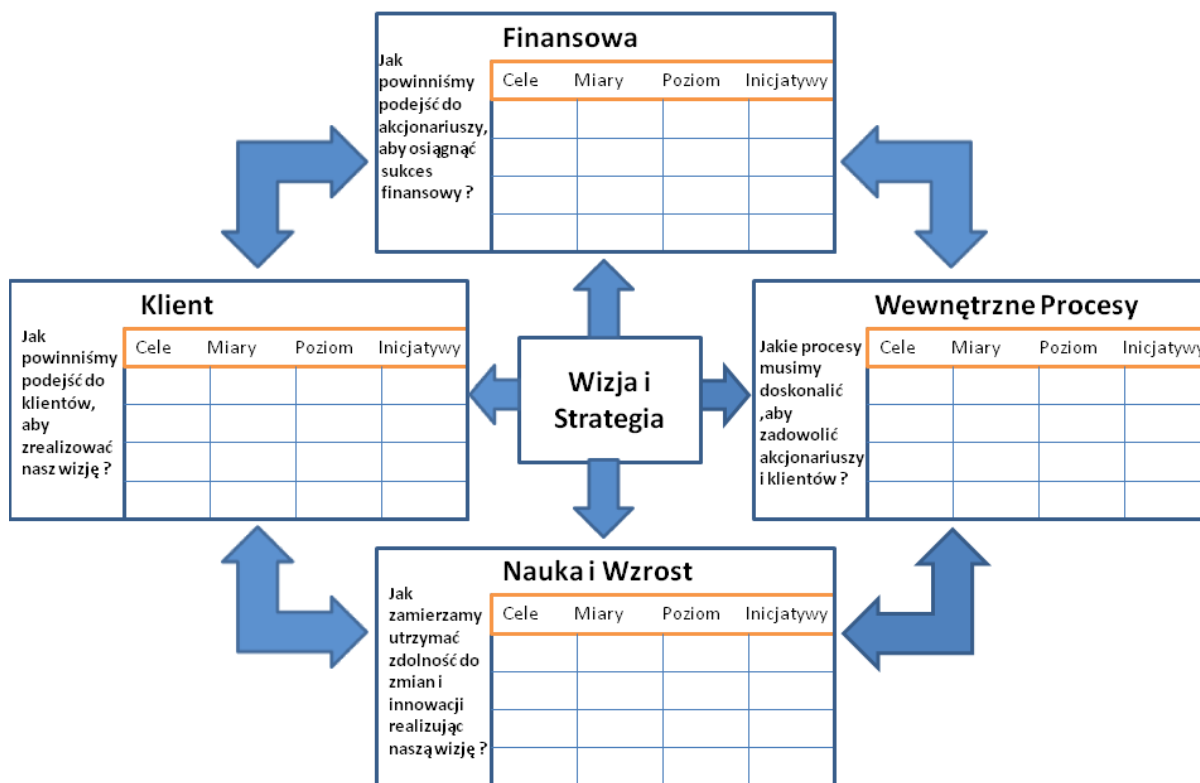 Finansowa
Jak
powinniśmy
podejść do
akcjonariuszy,
aby osiągnąć
sukces
finansowy ?
Cele Miary Poziom Inicjatywy
Klient
Jak
powinniśmy
podejść do
klientów,
aby
zrealizować
nasz wizję ?
Cele Miary Poziom Inicjatywy
Wizja i
Strategia
Wewnętrzne Procesy
Jakie procesy
musimy
doskonalić
,aby
zadowolić
akcjonariuszy
i klientów ?
Cele Miary Poziom Inicjatywy
Nauka i Wzrost
Jak
zamierzamy
utrzymać
zdolność do
zmian i
innowacji
realizując
naszą wizję ?
Cele Miary Poziom Inicjatywy